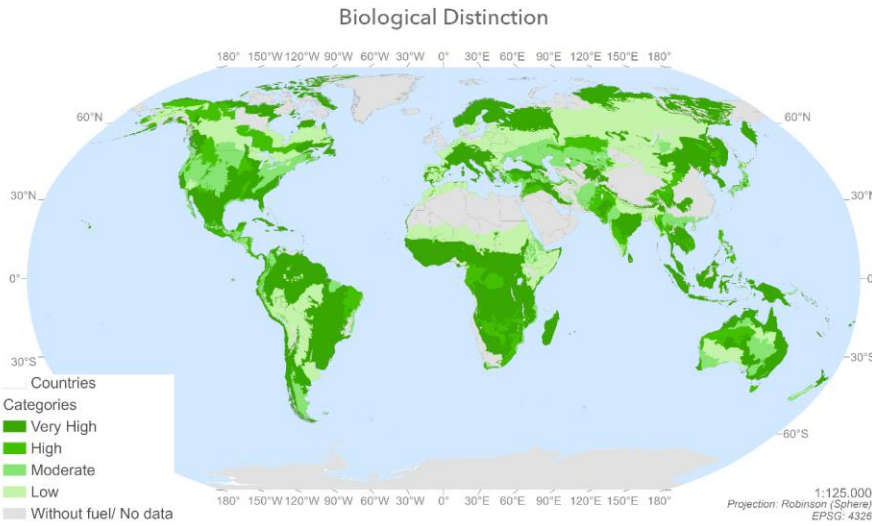 Biological Distinction
180° 150°W 120°W 90°W 60°W 30°W 0° 30°E 60°E 90°E 120°E 150°E 180°
60°N
60°N
30°N
30°N
0°
0
30°S
30°S
60°S
Countries
Categories
Very High
High
Moderate
Low
Without fuel/ No data
180° 150°W 120°W 90°W 60°W 30°W 0° 30°E 60°E 90°E 120°E 150°E 180°
1:125.000
Projection: Robinson (Sphere)
EPSG: 4326